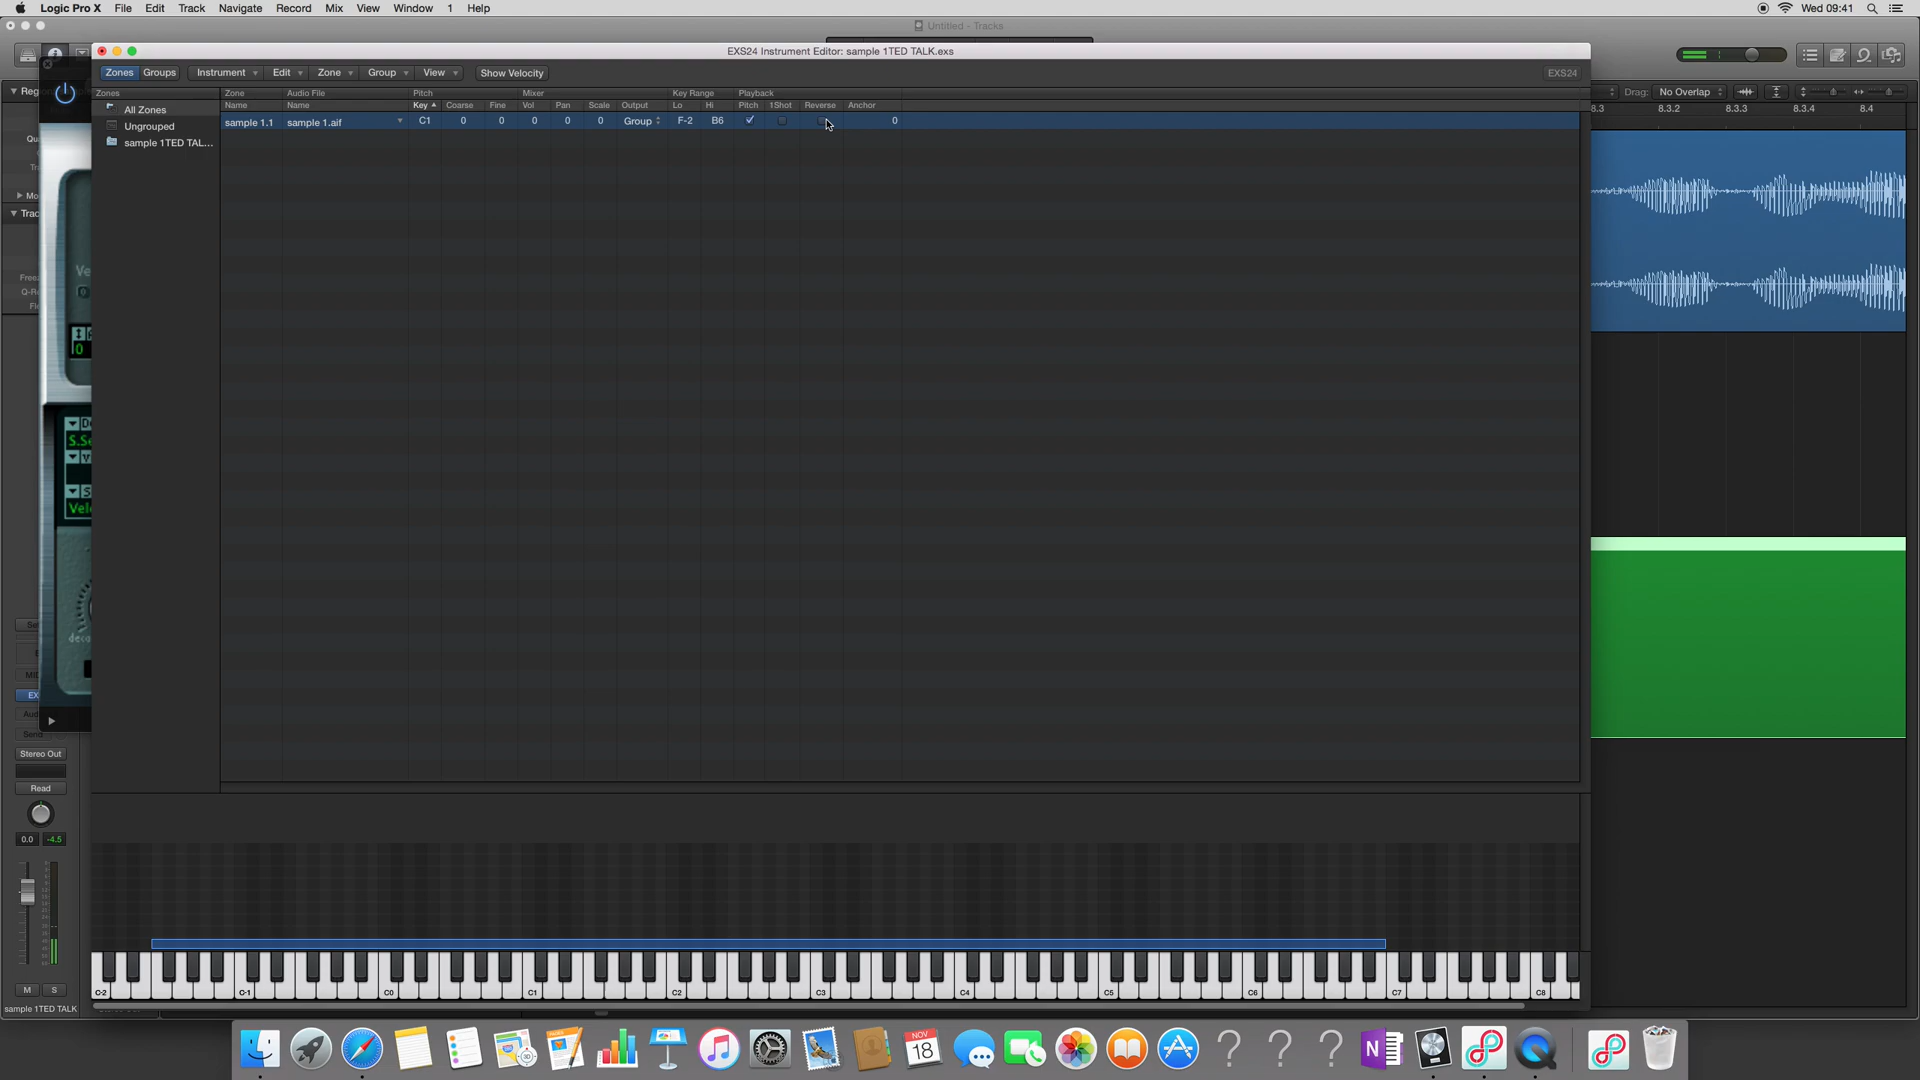 Logic Pro X File Edit Track Navigate Record Mix View Window 1 Help Wed 09:41
Untitled - Tracks
EXS24 Instrument Editor: sample 1TED TALK.exs
Zones Groups Instrument Edit Zone Group View Show Velocity EXS24
Drag: No Overlap
Zones Zone Audio File Pitch Mixer Key Range Playback
Name Name Key Coarse Fine Vol Pan Scale Output Lo Hi Pitch 1Shot Reverse Anchor
8.3 8.3.2 8.3.3 8.3.4 8.4
All Zones
sample 1.1 sample 1.aif C1 0 0 0 0 0 Group F-2 B6 0
Ungrouped
sample 1TED TAL...
Stereo Out
Read
0.0 -4.5
M S
C-2 C-1 C0 C1 C2 C3 C4 C5 C6 C7 C8
sample 1TED TALK
NOV
18